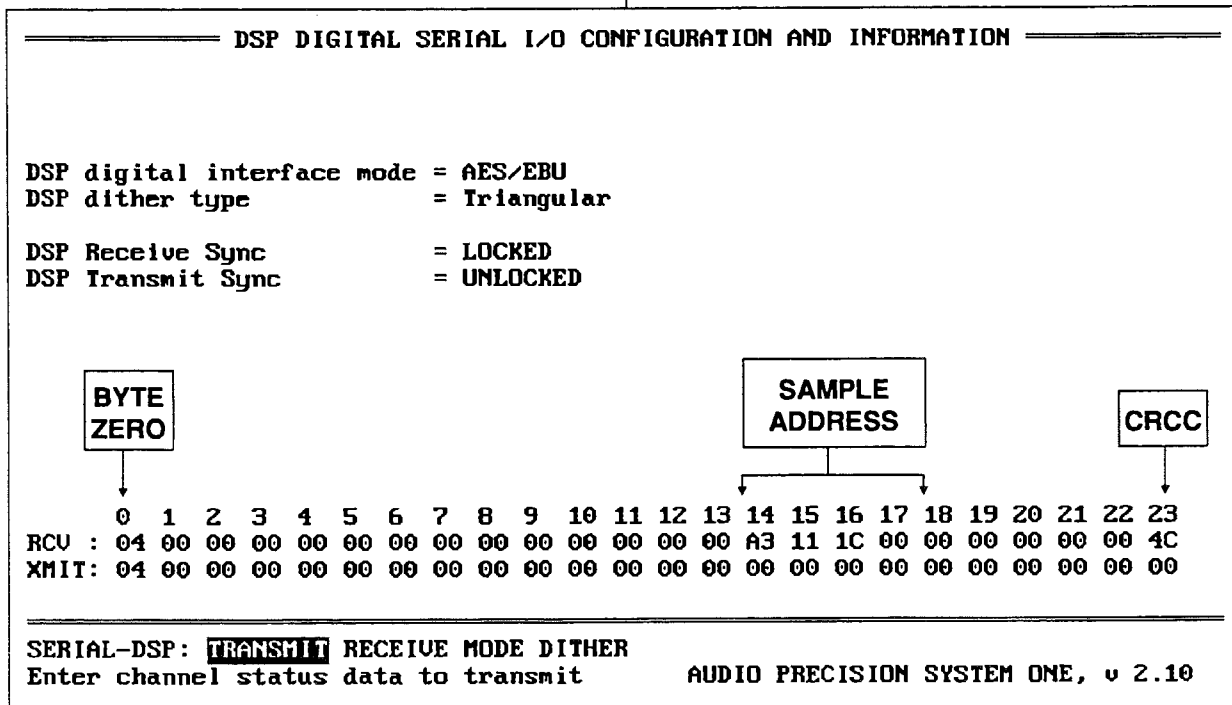 DSP DIGITAL SERIAL I/O CONFIGURATION AND INFORMATION
DSP digital interface mode = AES/EBU
DSP dither type = Triangular
DSP Receive Sync = LOCKED
DSP Transmit Sync = UNLOCKED
BYTE
ZERO
SAMPLE
ADDRESS
CRCC
0 1 2 3 4 5 6 7 8 9 10 11 12 13 14 15 16 17 18 19 20 21 22 23
RCV : 04 00 00 00 00 00 00 00 00 00 00 00 00 00 A3 11 1C 00 00 00 00 00 00 4C
XMIT: 04 00 00 00 00 00 00 00 00 00 00 00 00 00 00 00 00 00 00 00 00 00 00 00
SERIAL-DSP: TRANSMIT RECEIVE MODE DITHER
Enter channel status data to transmit AUDIO PRECISION SYSTEM ONE, v 2.10